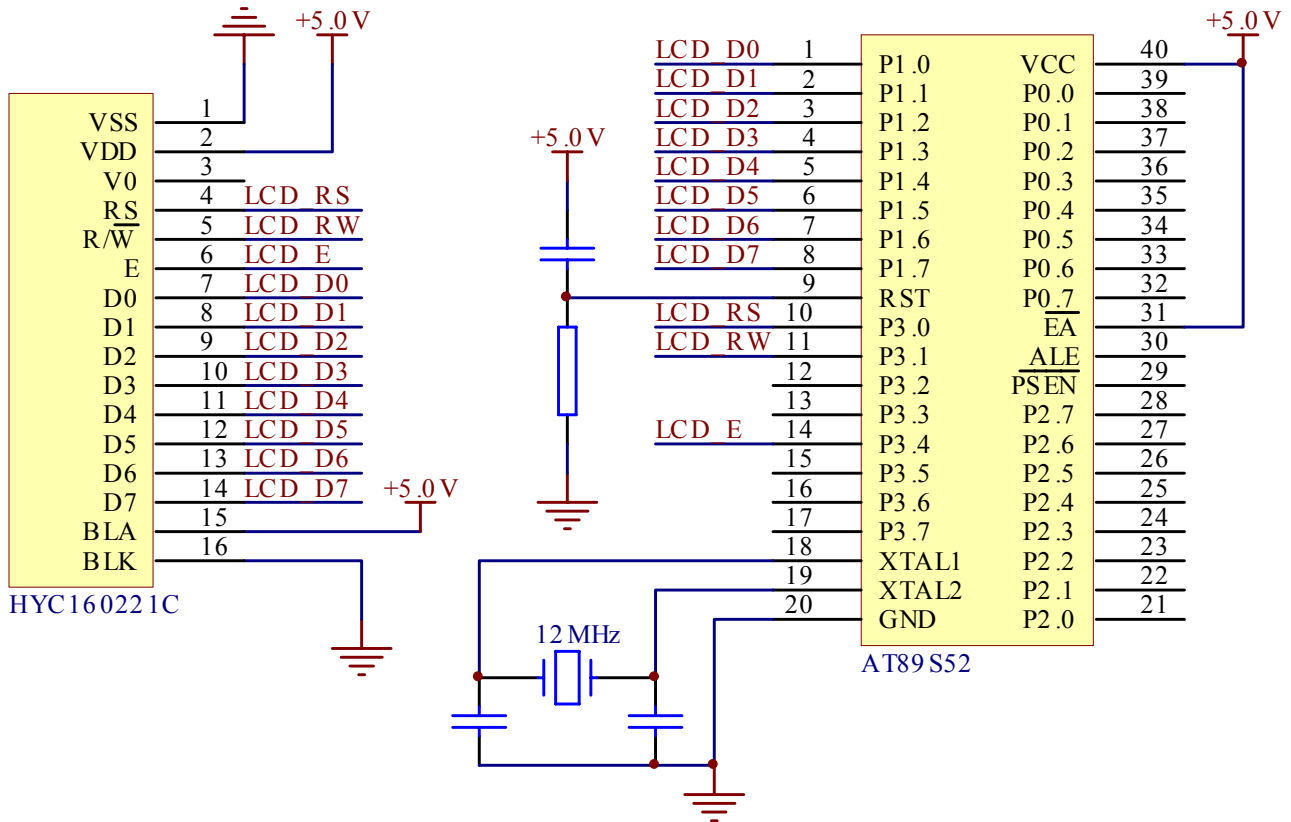 +5.0V
1
VSS
2
VDD
3
V0
4 LCD_RS
RS
5 LCD_RW
R/W
6 LCD_E
E
7 LCD_D0
D0
8 LCD_D1
D1
9 LCD_D2
D2
10 LCD_D3
D3
11 LCD_D4
D4
12 LCD_D5
D5
13 LCD_D6
D6
14 LCD_D7
D7
15
BLA
16
BLK
+5.0V
HYC160221C
+5.0V
12MHz
+5.0V
LCD_D0 1 40
P1.0 VCC
LCD_D1 2 39
P1.1 P0.0
LCD_D2 3 38
P1.2 P0.1
LCD_D3 4 37
P1.3 P0.2
LCD_D4 5 36
P1.4 P0.3
LCD_D5 6 35
P1.5 P0.4
LCD_D6 7 34
P1.6 P0.5
LCD_D7 8 33
P1.7 P0.6
9 32
RST P0.7
LCD_RS 10 31
P3.0 EA
LCD_RW 11 30
P3.1 ALE
12 29
P3.2 PSEN
13 28
P3.3 P2.7
LCD_E 14 27
P3.4 P2.6
15 26
P3.5 P2.5
16 25
P3.6 P2.4
17 24
P3.7 P2.3
18 23
XTAL1 P2.2
19 22
XTAL2 P2.1
20 21
GND P2.0
AT89S52